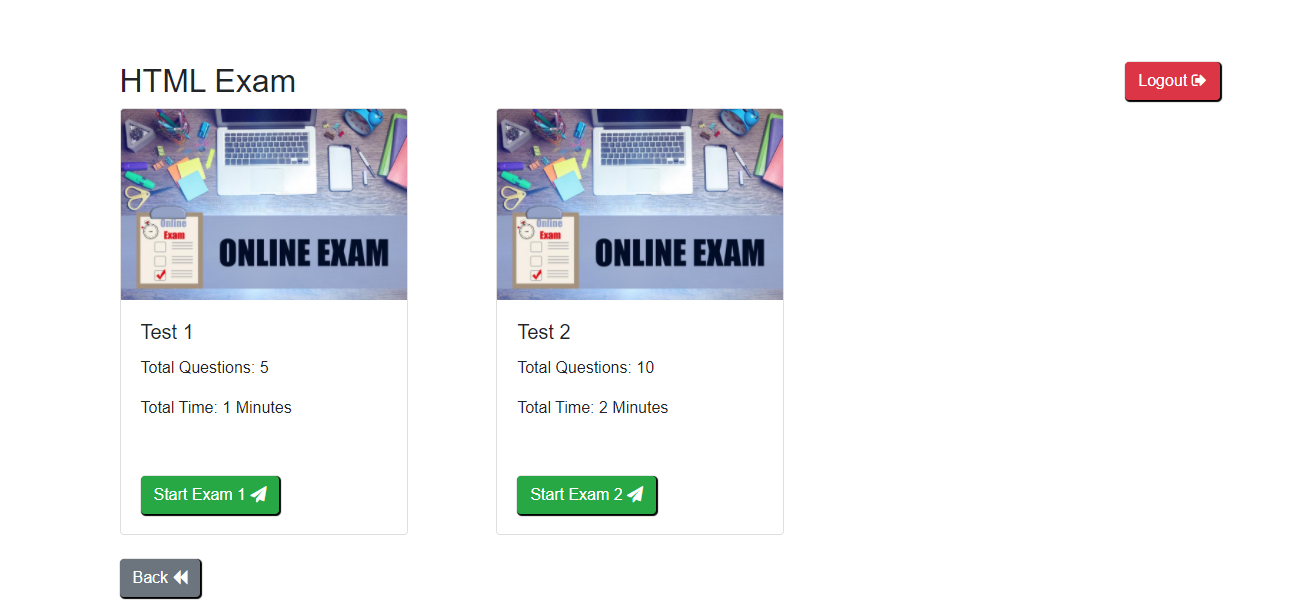 HTML Exam
Logout
Online
Exam
ONLINE EXAM
Test 1
Total Questions: 5
Total Time: 1 Minutes
Start Exam 1
Online
Exam
ONLINE EXAM
Test 2
Total Questions: 10
Total Time: 2 Minutes
Start Exam 2
Back